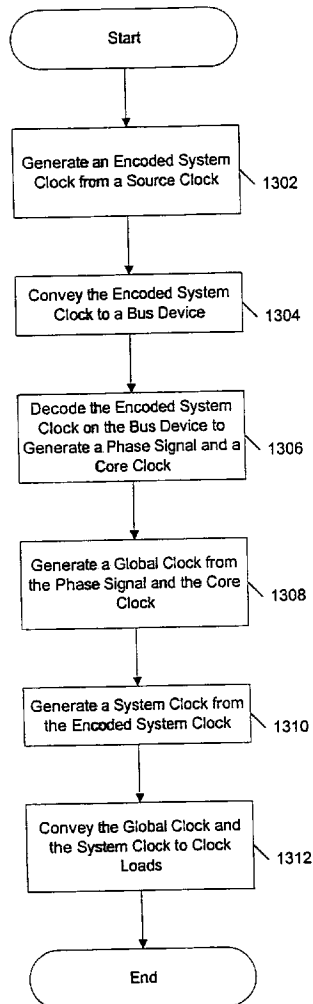 Start
Generate an Encoded System
Clock from a Source Clock
1302
Convey the Encoded System
Clock to a Bus Device
1304
Decode the Encoded System
Clock on the Bus Device to
Generate a Phase Signal and a
Core Clock
1306
Generate a Global Clock from
the Phase Signal and the Core
Clock
1308
Generate a System Clock from
the Encoded System Clock
1310
Convey the Global Clock and
the System Clock to Clock
Loads
1312
End